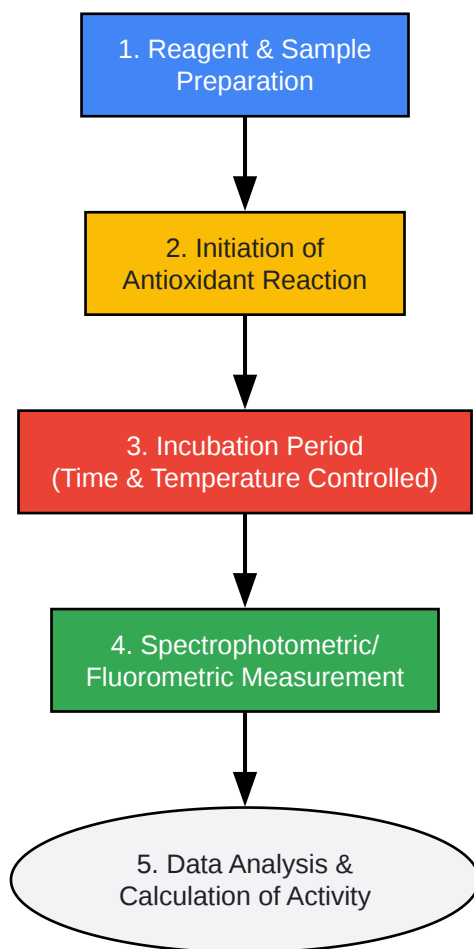 1. Reagent & Sample
Preparation
2. Initiation of
Antioxidant Reaction
3. Incubation Period
(Time & Temperature Controlled)
4. Spectrophotometric/
Fluorometric Measurement
5. Data Analysis &
Calculation of Activity